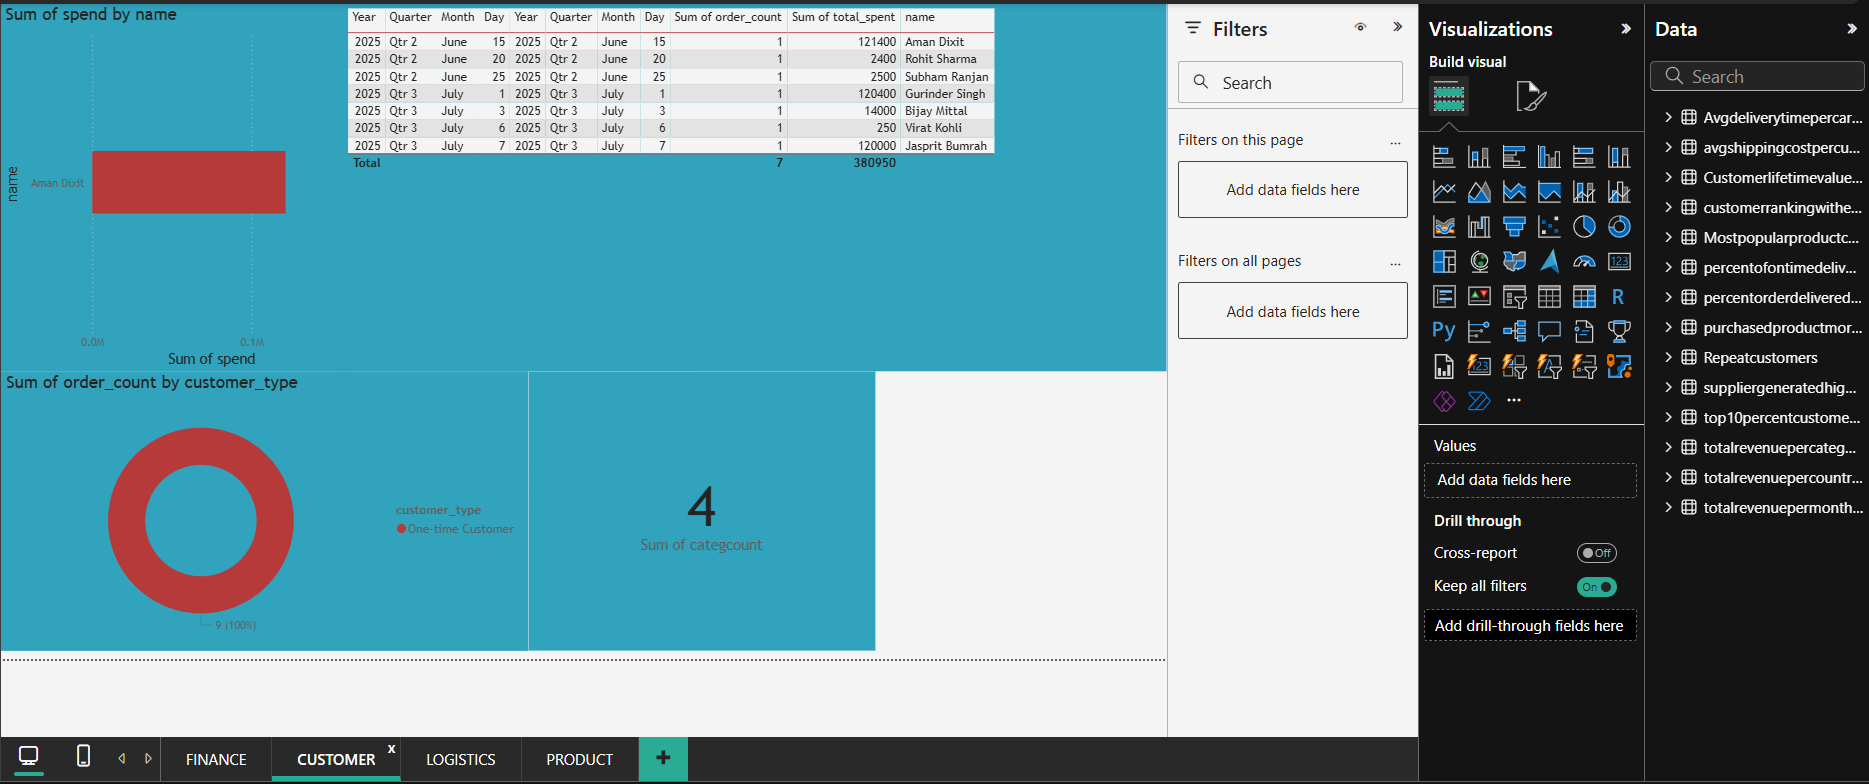 Sum of spend by name
name
Aman Dixit
0.0M 0.1M
Sum of spend
Year Quarter Month Day Year Quarter Month Day Sum of order_count Sum of total_spent name
2025 Qtr 2 June 15 2025 Qtr 2 June 15 1 121400 Aman Dixit
2025 Qtr 2 June 20 2025 Qtr 2 June 20 1 2400 Rohit Sharma
2025 Qtr 2 June 25 2025 Qtr 2 June 25 1 2500 Subham Ranjan
2025 Qtr 3 July 1 2025 Qtr 3 July 1 1 120400 Gurinder Singh
2025 Qtr 3 July 3 2025 Qtr 3 July 3 1 14000 Bijay Mittal
2025 Qtr 3 July 6 2025 Qtr 3 July 6 1 250 Virat Kohli
2025 Qtr 3 July 7 2025 Qtr 3 July 7 1 120000 Jasprit Bumrah
Total 7 380950
Sum of order_count by customer_type
customer_type
One-time Customer
9 (100%)
4
Sum of categcount
FINANCE
CUSTOMER
x
LOGISTICS
PRODUCT
+
Filters
Search
Filters on this page
...
Add data fields here
Filters on all pages
...
Add data fields here
Visualizations
Build visual
123
R
Py
123
A
...
Values
Add data fields here
Drill through
Cross-report
Off
Keep all filters
On
Add drill-through fields here
Data
Search
Avgdeliverytimepercar...
avgshippingcostpercu...
Customerlifetimevalue...
customerrankingwithe...
Mostpopularproductc...
percentofontimedeliv...
percentorderdelivered...
purchasedproductmor...
Repeatcustomers
suppliergeneratedhig...
top10percentcustome...
totalrevenuepercateg...
totalrevenuepercountr...
totalrevenuepermonth...